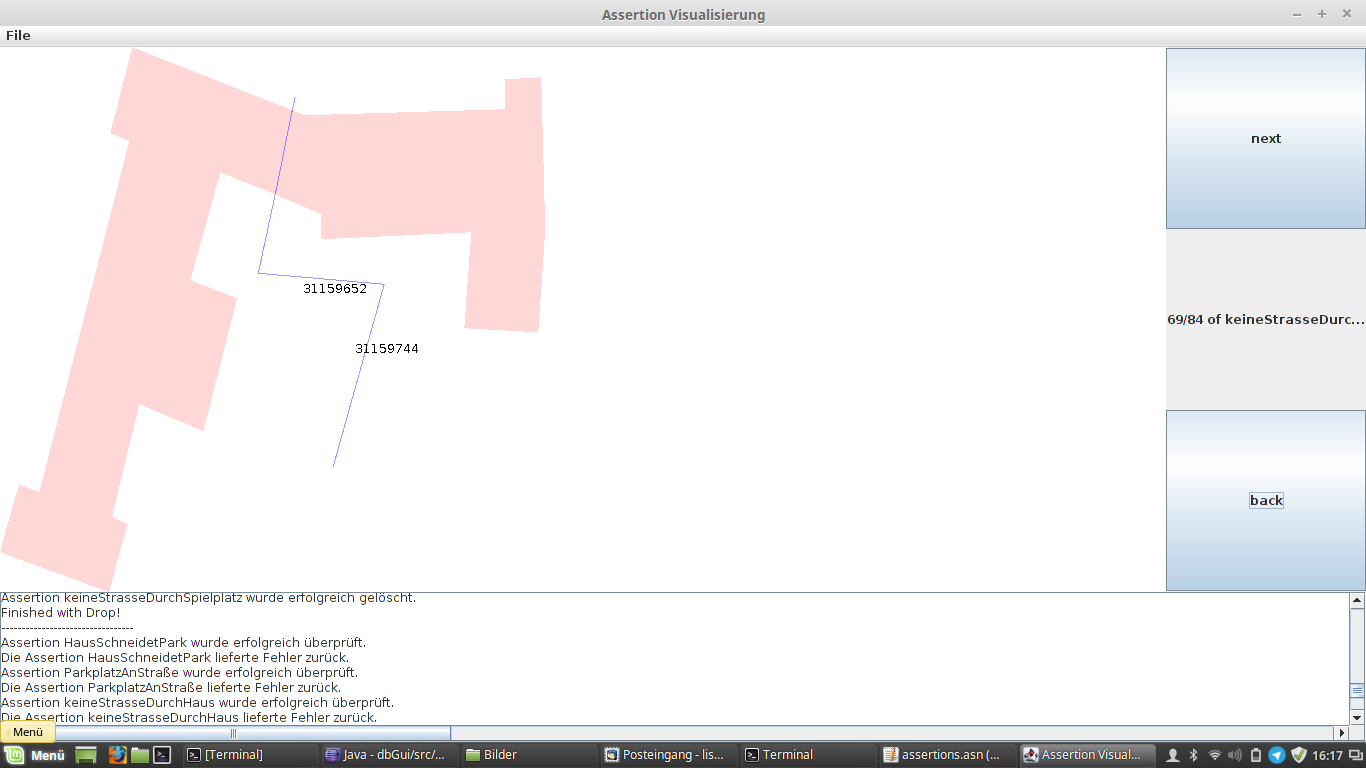 Assertion Visualisierung
File
next
31159652
69/84 of keineStrasseDurc...
31159744
back
Assertion keineStrasseDurchSpielplatz wurde erfolgreich gelöscht.
Finished with Drop!
--------------------------------
Assertion HausSchneidetPark wurde erfolgreich überprüft.
Die Assertion HausSchneidetPark lieferte Fehler zurück.
Assertion ParkplatzAnStraße wurde erfolgreich überprüft.
Die Assertion ParkplatzAnStraße lieferte Fehler zurück.
Assertion keineStrasseDurchHaus wurde erfolgreich überprüft.
Die Assertion keineStrasseDurchHaus lieferte Fehler zurück.
Menü
Menü [Terminal] Java - dbGui/src/... Bilder Posteingang - lis... Terminal assertions.asn (... Assertion Visual... 16:17